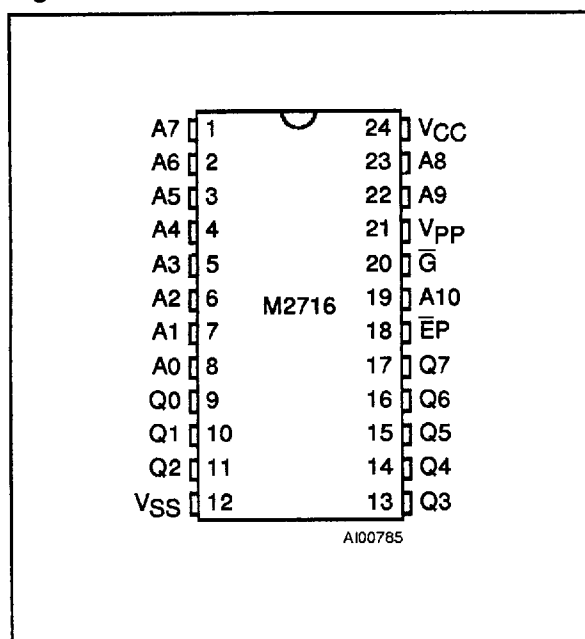 A7 1 24 VCC
A6 2 23 A8
A5 3 22 A9
A4 4 21 VPP
A3 5 20 G̅
A2 6 19 A10
A1 7 M2716 18 E̅P
A0 8 17 Q7
Q0 9 16 Q6
Q1 10 15 Q5
Q2 11 14 Q4
VSS 12 13 Q3
AI00785